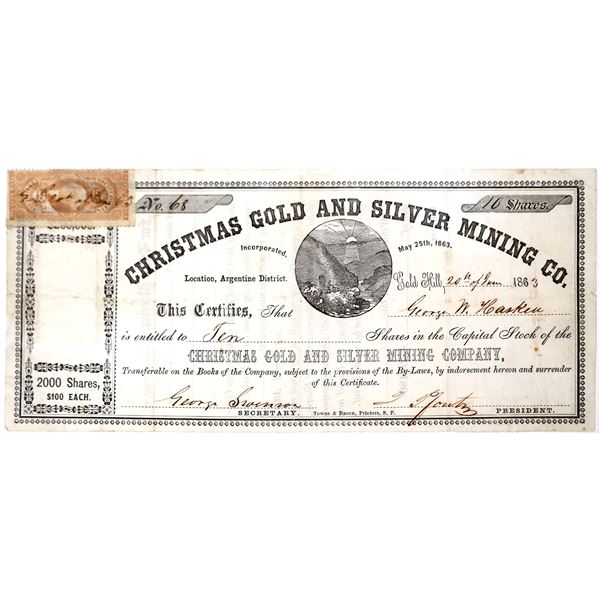 No. 68
10 Shares.
CHRISTMAS GOLD AND SILVER MINING CO.
Incorporated, May 25th, 1863.
Location, Argentine District.
Gold Hill, 20th of June 1863
This Certifies, That George W. Haskell
is entitled to Ten Shares in the Capital Stock of the
CHRISTMAS GOLD AND SILVER MINING COMPANY,
Transferable on the Books of the Company, subject to the provisions of the By-Laws, by indorsement hereon and surrender
of this Certificate.
2000 Shares,
$100 EACH.
George Swenson
SECRETARY.
Towne & Bacon, Printers, S. F.
PRESIDENT.